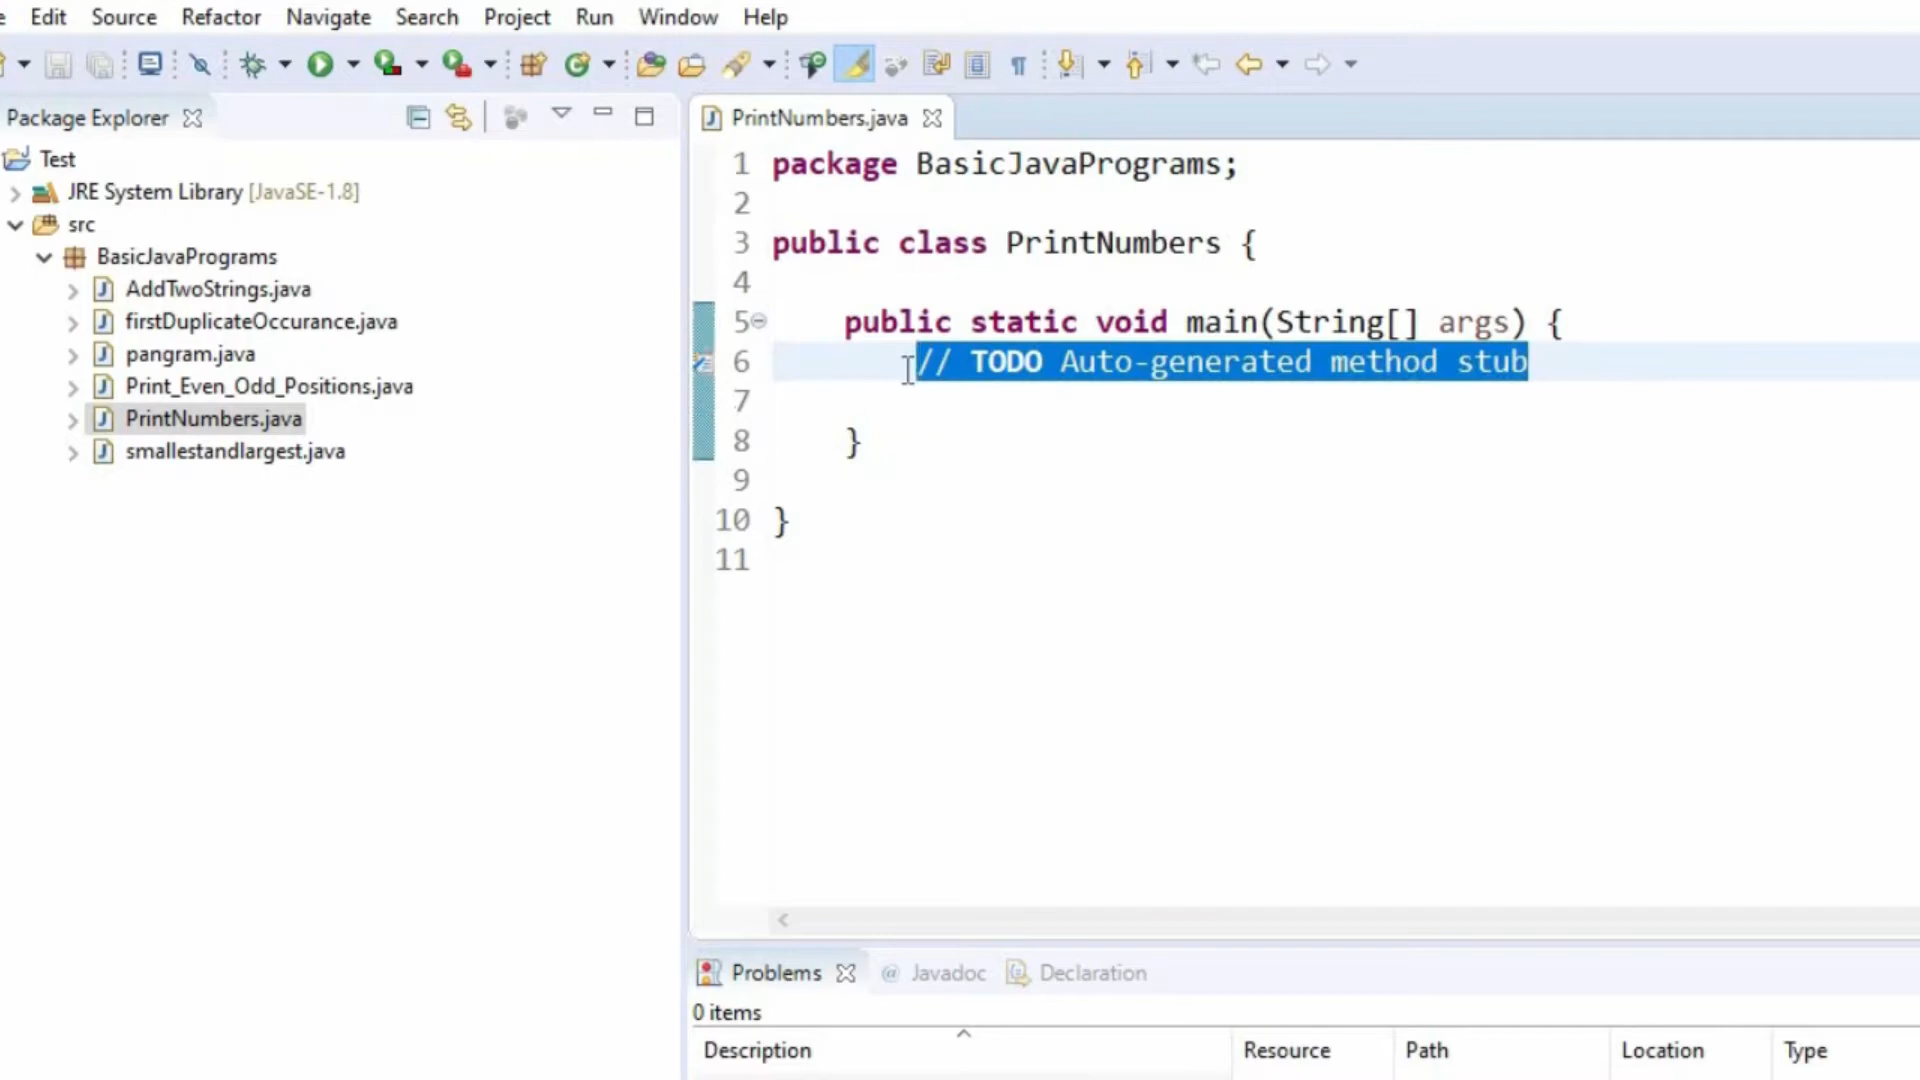 Edit Source Refactor Navigate Search Project Run Window Help
Package Explorer
Test
JRE System Library [JavaSE-1.8]
src
BasicJavaPrograms
AddTwoStrings.java
firstDuplicateOccurance.java
pangram.java
Print_Even_Odd_Positions.java
PrintNumbers.java
smallestandlargest.java
PrintNumbers.java
1 package BasicJavaPrograms;
2
3 public class PrintNumbers {
4
5 public static void main(String[] args) {
6 // TODO Auto-generated method stub
7
8 }
9
10 }
11
Problems @ Javadoc Declaration
0 items
Description Resource Path Location Type